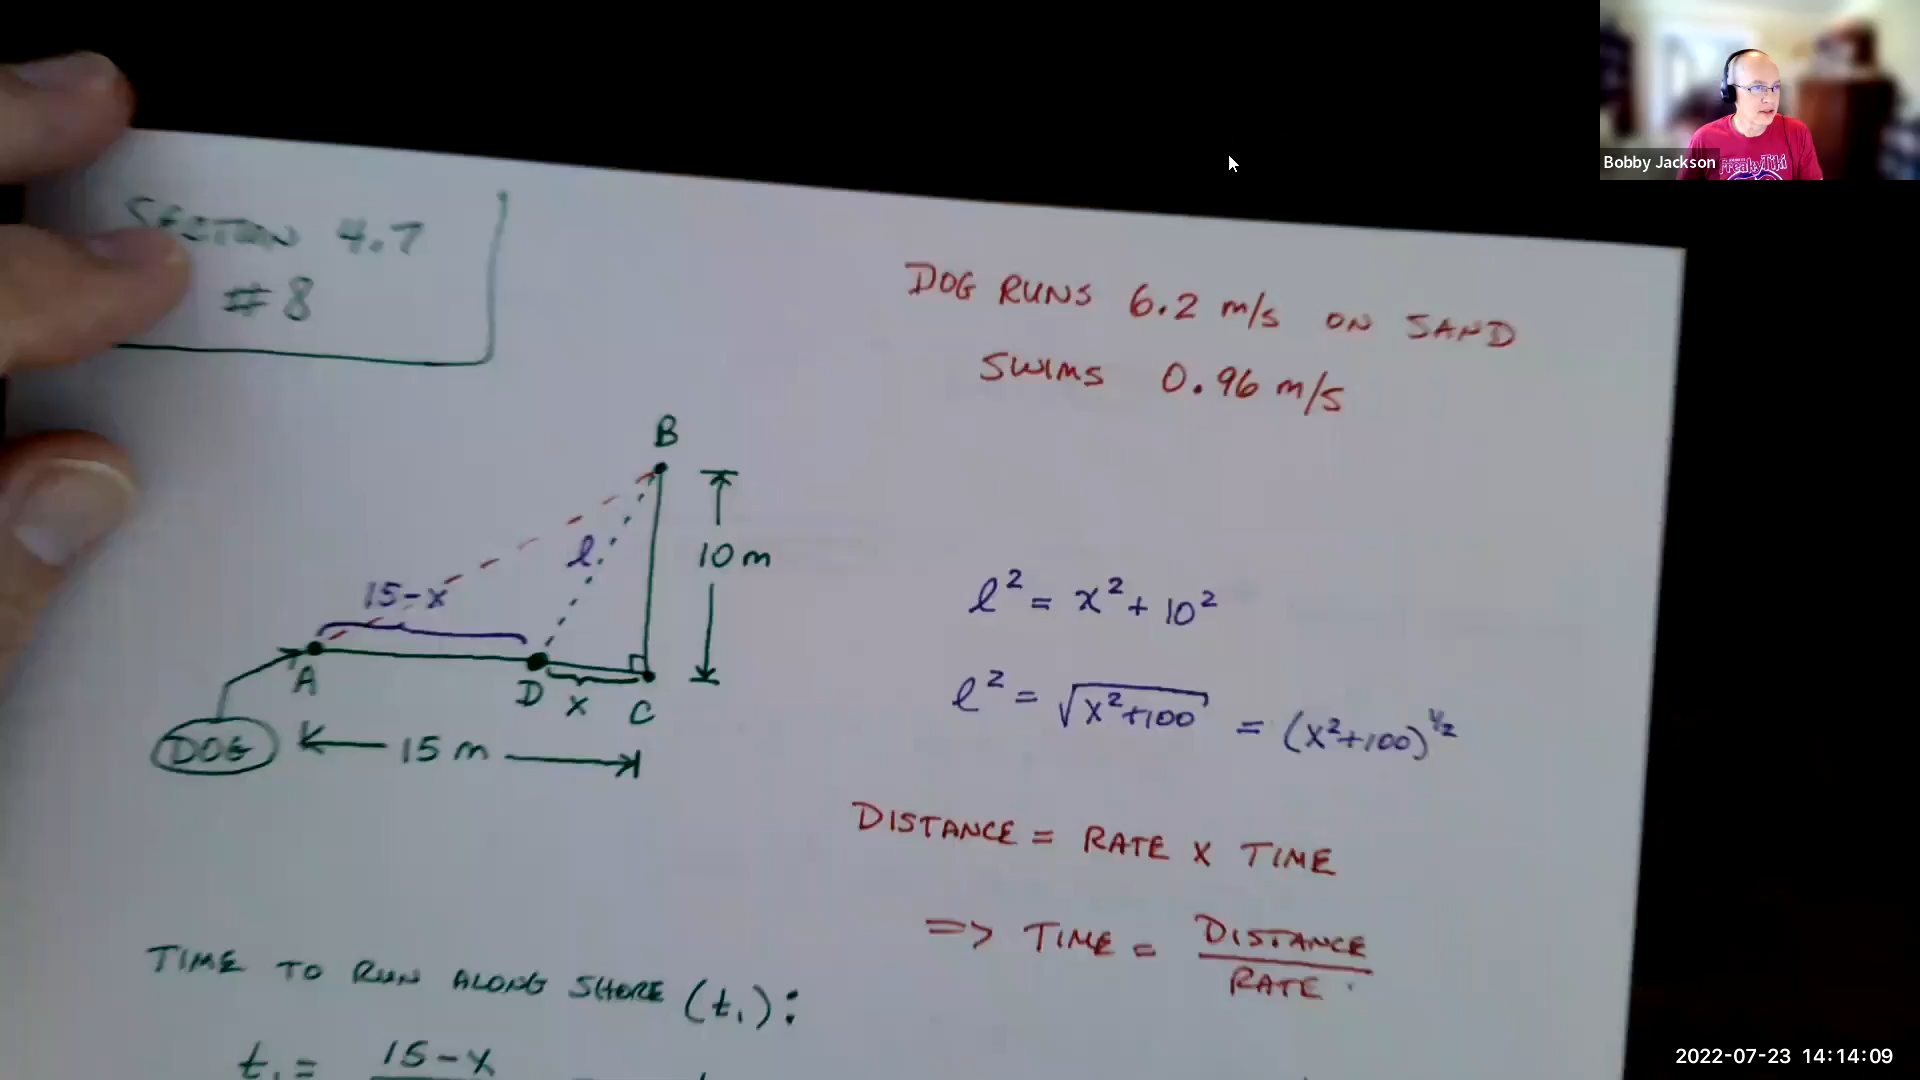 SECTION 4.7
#8
DOG RUNS 6.2 m/s ON SAND
SWIMS 0.96 m/s
B
l
10 m
15-x
A
D
x
C
DOG
15 m
l² = x² + 10²
l² = √x²+100 = (x²+100)^½
DISTANCE = RATE X TIME
=> TIME = DISTANCE
RATE
TIME TO RUN ALONG SHORE (t₁):
t₁ = 15-x
Bobby Jackson
FreakyTiki
2022-07-23 14:14:09